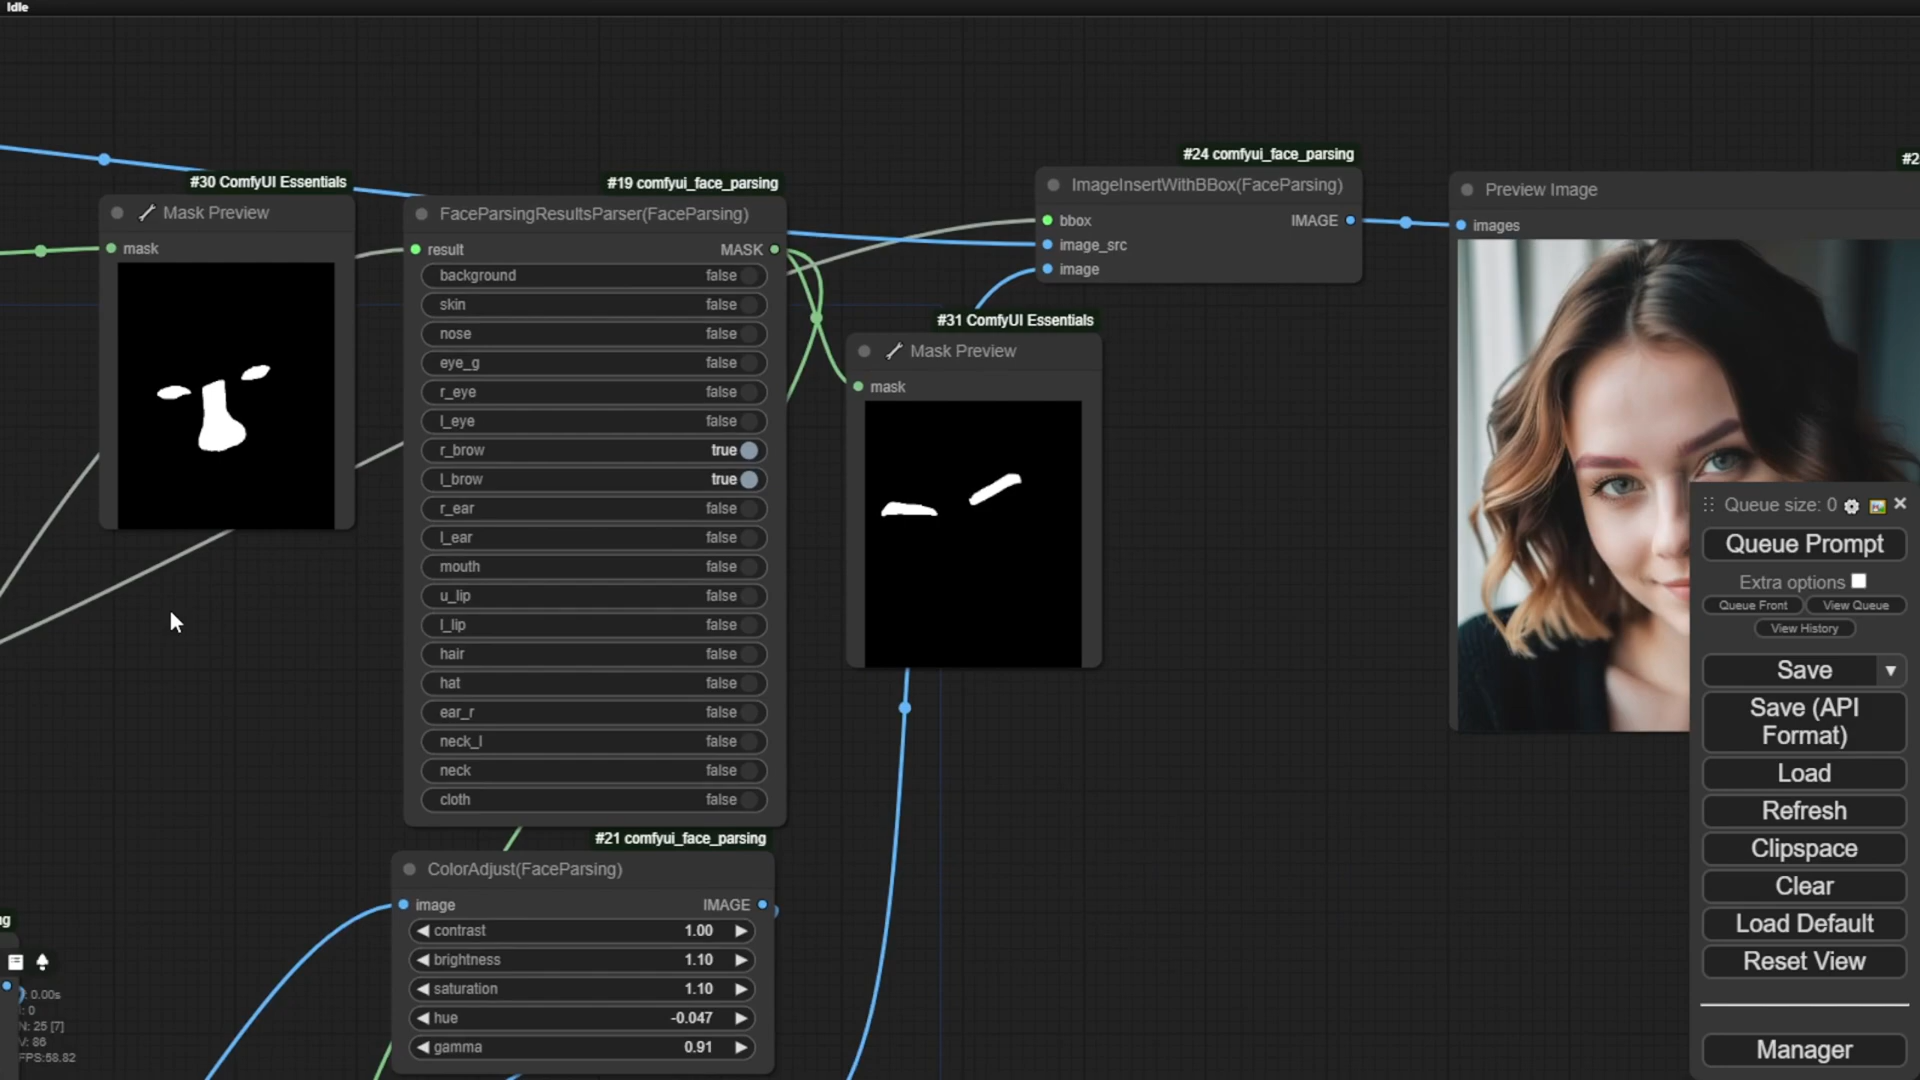 Idle
#30 ComfyUI Essentials
Mask Preview
mask
#19 comfyui_face_parsing
FaceParsingResultsParser(FaceParsing)
result MASK
background false
skin false
nose false
eye_g false
r_eye false
l_eye false
r_brow true
l_brow true
r_ear false
l_ear false
mouth false
u_lip false
l_lip false
hair false
hat false
ear_r false
neck_l false
neck false
cloth false
#21 comfyui_face_parsing
ColorAdjust(FaceParsing)
image IMAGE
contrast 1.00
brightness 1.10
saturation 1.10
hue -0.047
gamma 0.91
#24 comfyui_face_parsing
ImageInsertWithBBox(FaceParsing)
bbox IMAGE
image_src
image
#31 ComfyUI Essentials
Mask Preview
mask
#2
Preview Image
images
Queue size: 0
Queue Prompt
Extra options
Queue Front View Queue
View History
Save ▼
Save (API
Format)
Load
Refresh
Clipspace
Clear
Load Default
Reset View
Manager
ng
: 0.00s
: 0
N: 25 [7]
V: 86
FPS:58.82